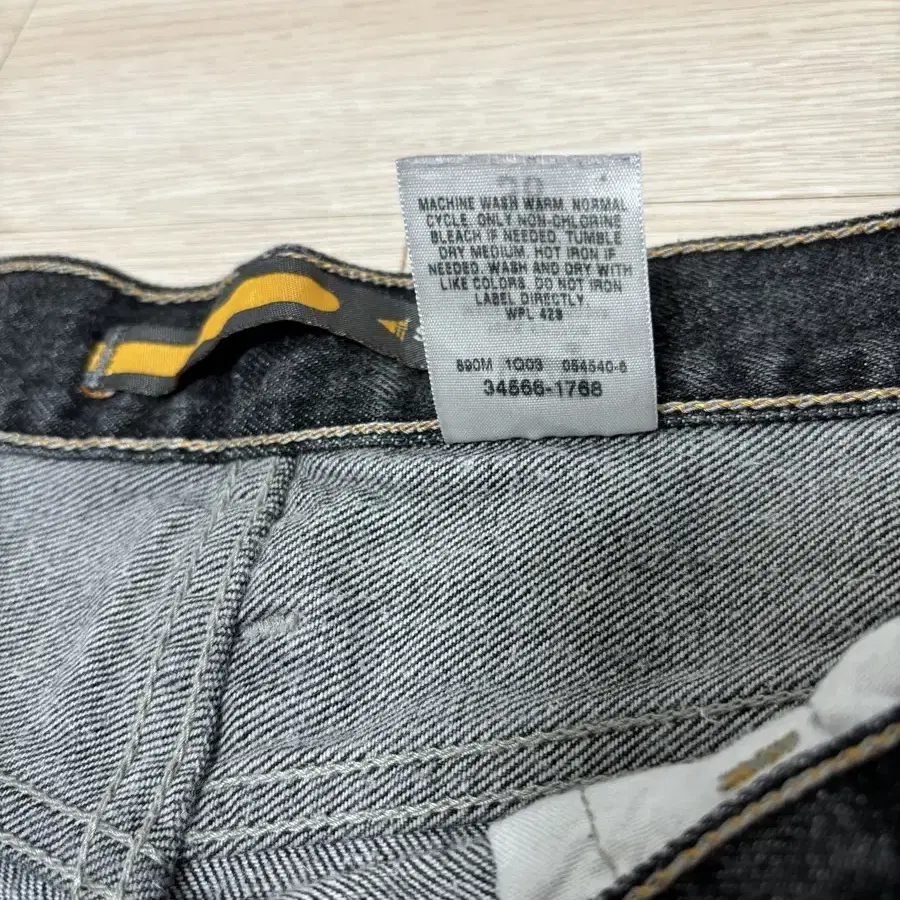 MACHINE WASH WARM, NORMAL
CYCLE. ONLY NON-CHLORINE
BLEACH IF NEEDED. TUMBLE
DRY MEDIUM. HOT IRON IF
NEEDED. WASH AND DRY WITH
LIKE COLORS. DO NOT IRON
LABEL DIRECTLY.
WPL 423
890M 1Q03 054540-6
34566-1768